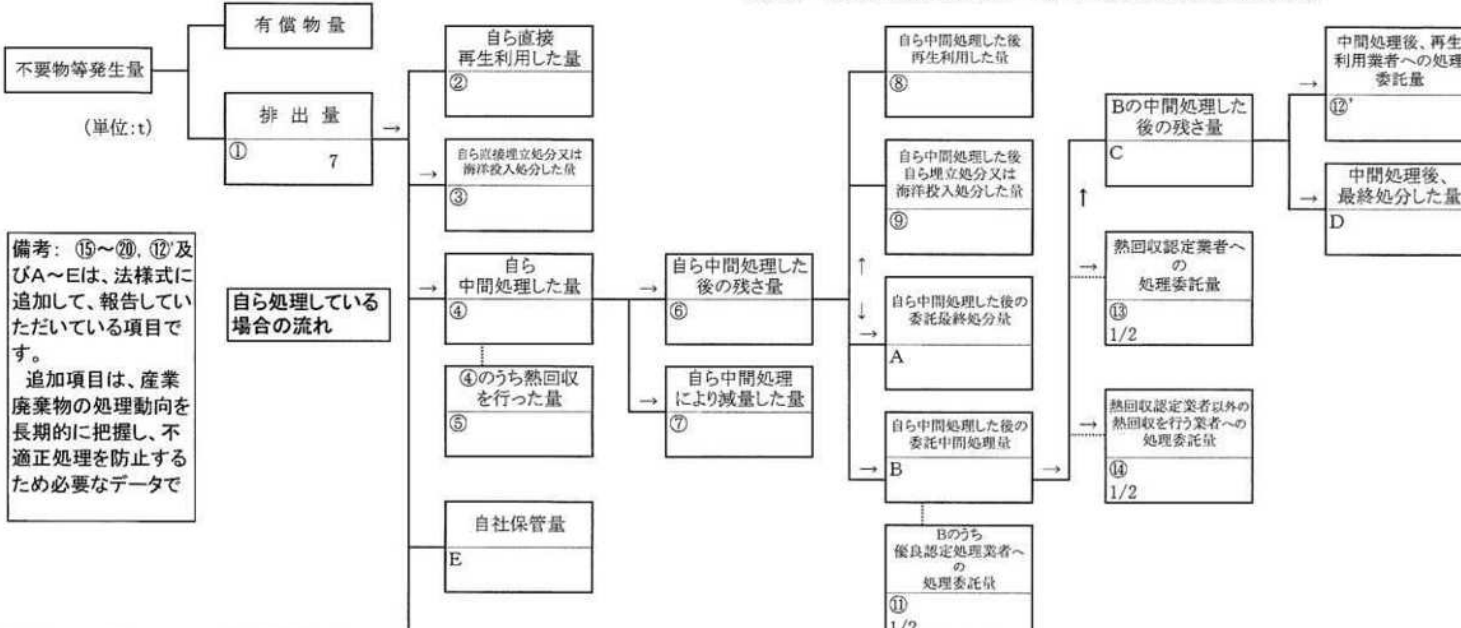 不要物等発生量
(単位:t)
有償物量
排出量
①
7
備考: ⑮~⑳, ⑫'及
びA~Eは、法様式に
追加して、報告してい
ただいている項目で
す。
追加項目は、産業
廃棄物の処理動向を
長期的に把握し、不
適正処理を防止する
ため必要なデータで
自ら処理している
場合の流れ
自ら直接
再生利用した量
②
自ら直接埋立処分又は
海洋投入処分した量
③
自ら
中間処理した量
④
④のうち熱回収
を行った量
⑤
自社保管量
E
自ら中間処理した
後の残さ量
⑥
自ら中間処理
により減量した量
⑦
自ら中間処理した後
再生利用した量
⑧
自ら中間処理した後
自ら埋立処分又は
海洋投入処分した量
⑨
自ら中間処理した後の
委託最終処分量
A
自ら中間処理した後の
委託中間処理量
B
Bのうち
優良認定処理業者へ
の
処理委託量
⑪
1/2
Bの中間処理した
後の残さ量
C
熱回収認定業者へ
の
処理委託量
⑬
1/2
熱回収認定業者以外の
熱回収を行う業者への
処理委託量
⑭
1/2
中間処理後、再生
利用業者への処理
委託量
⑫'
中間処理後、
最終処分した量
D